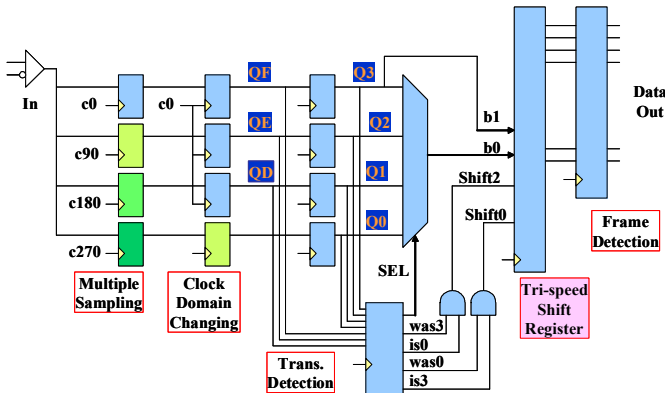 QF
Q3
In
c0
c0
b1
Data
Out
QE
Q2
c90
b0
QD
Q1
Shift2
c180
Shift0
Q0
Frame
Detection
c270
SEL
Multiple
Sampling
Clock
Domain
Changing
Tri-speed
Shift
Register
was3
is0
Trans.
Detection
was0
is3